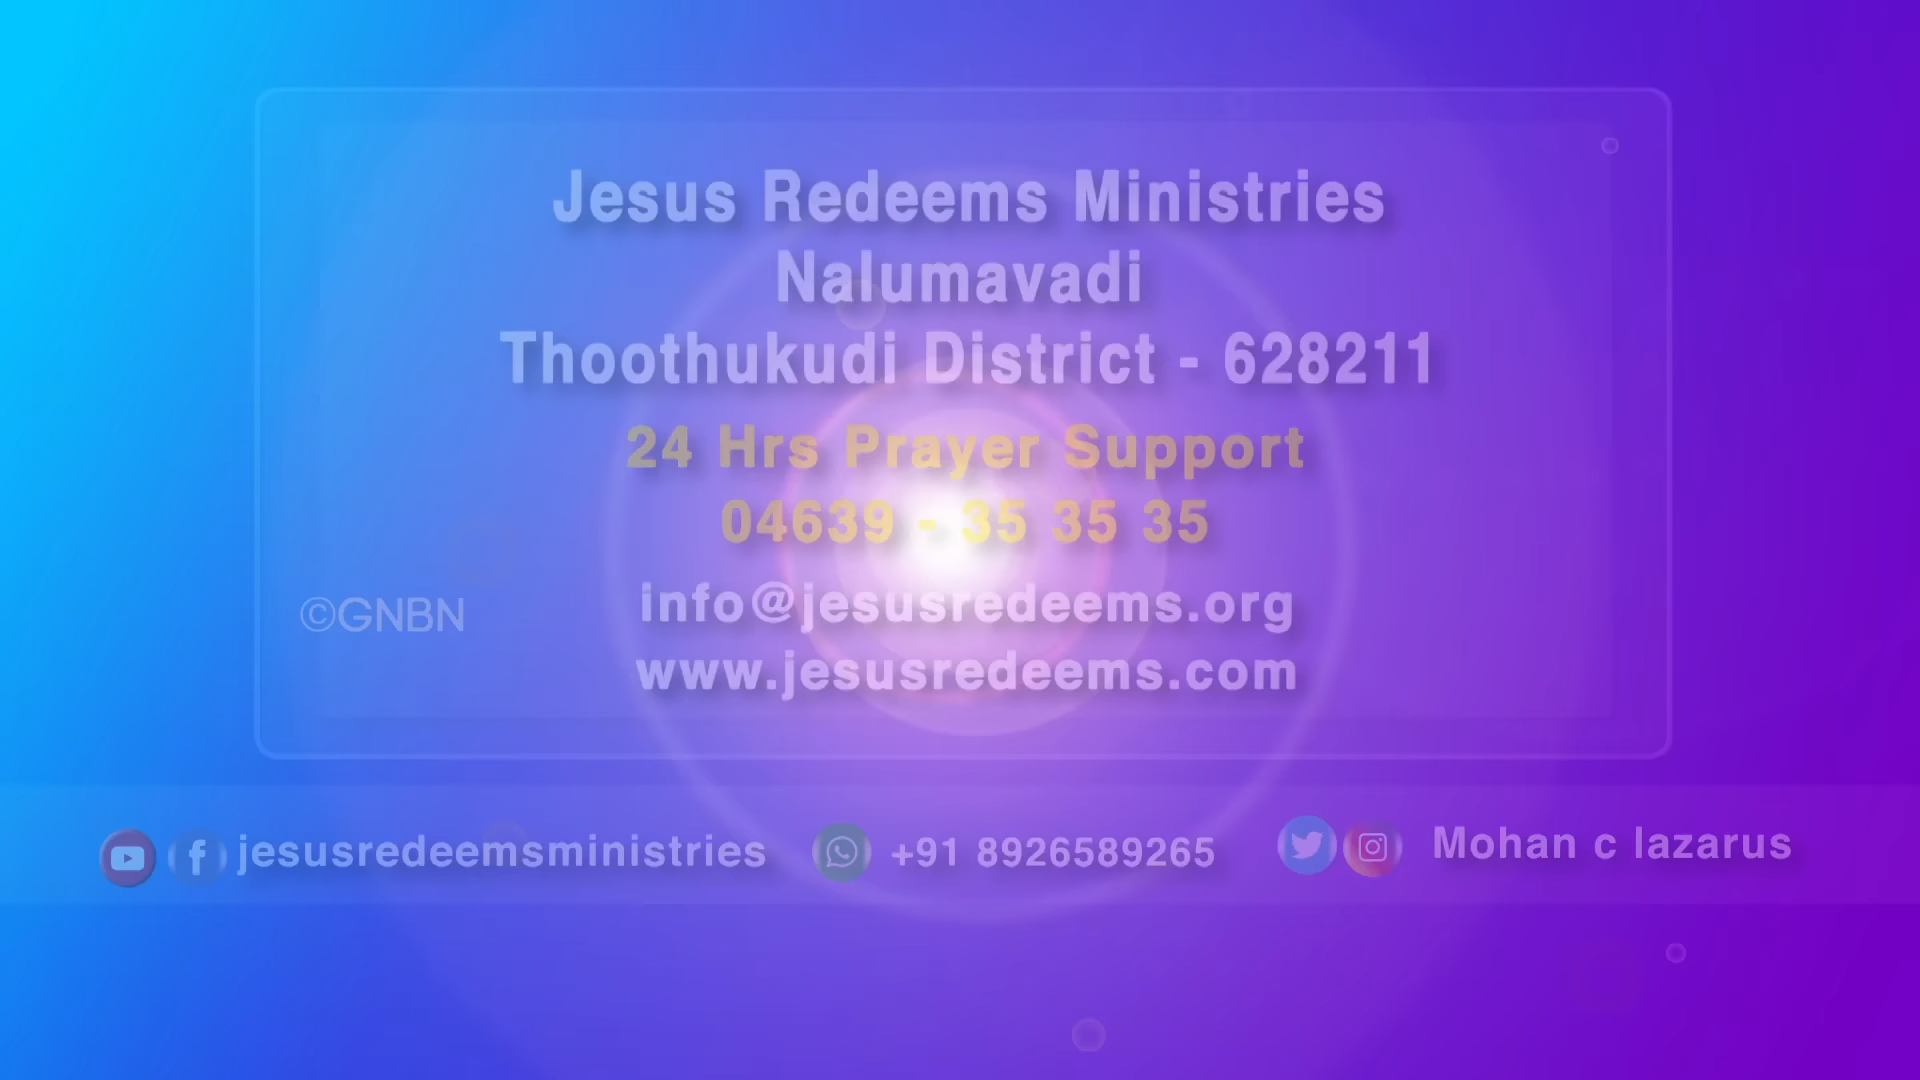 Jesus Redeems Ministries
Nalumavadi
Thoothukudi District - 628211
24 Hrs Prayer Support
04639 - 35 35 35
info@jesusredeems.org
©GNBN
www.jesusredeems.com
jesusredeemsministries +91 8926589265 Mohan c lazarus